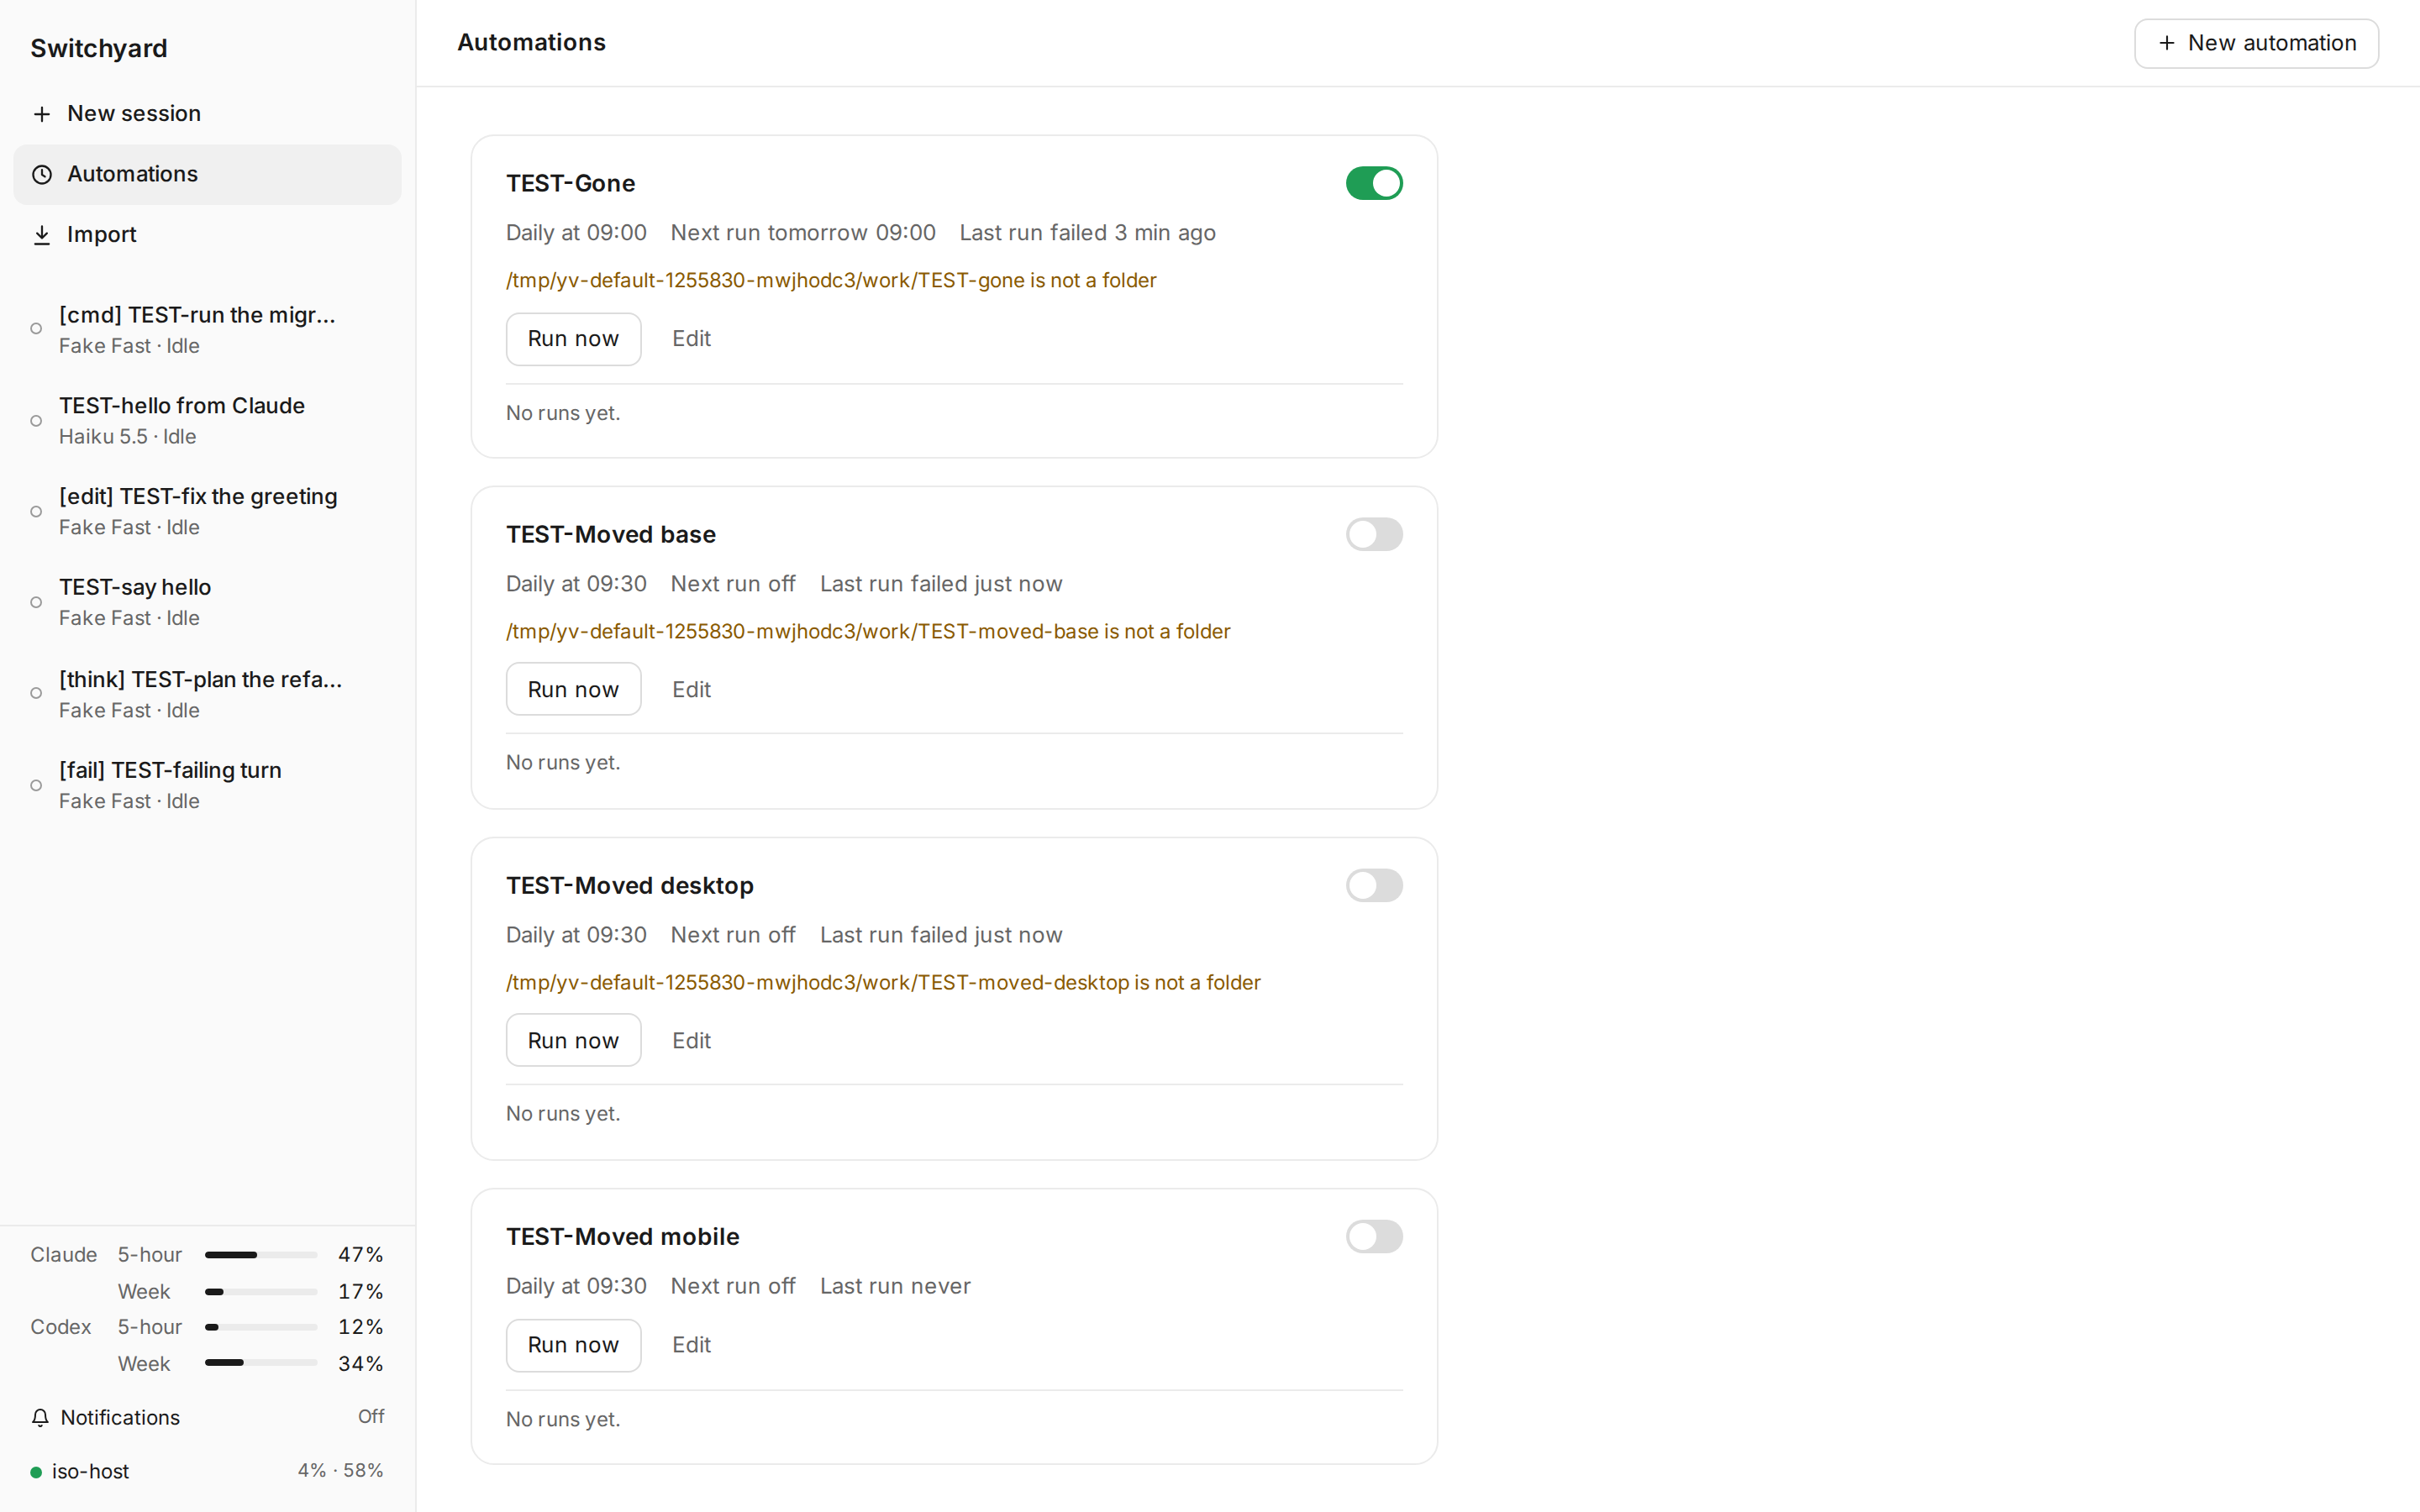 Switchyard
New session
Automations
Import
[cmd] TEST-run the migr...
Fake Fast · Idle
TEST-hello from Claude
Haiku 5.5 · Idle
[edit] TEST-fix the greeting
Fake Fast · Idle
TEST-say hello
Fake Fast · Idle
[think] TEST-plan the refa...
Fake Fast · Idle
[fail] TEST-failing turn
Fake Fast · Idle
Claude 5-hour 47%
Week 17%
Codex 5-hour 12%
Week 34%
Notifications Off
iso-host 4% · 58%
Automations
New automation
TEST-Gone
Daily at 09:00 Next run tomorrow 09:00 Last run failed 3 min ago
/tmp/yv-default-1255830-mwjhodc3/work/TEST-gone is not a folder
Run now Edit
No runs yet.
TEST-Moved base
Daily at 09:30 Next run off Last run failed just now
/tmp/yv-default-1255830-mwjhodc3/work/TEST-moved-base is not a folder
Run now Edit
No runs yet.
TEST-Moved desktop
Daily at 09:30 Next run off Last run failed just now
/tmp/yv-default-1255830-mwjhodc3/work/TEST-moved-desktop is not a folder
Run now Edit
No runs yet.
TEST-Moved mobile
Daily at 09:30 Next run off Last run never
Run now Edit
No runs yet.